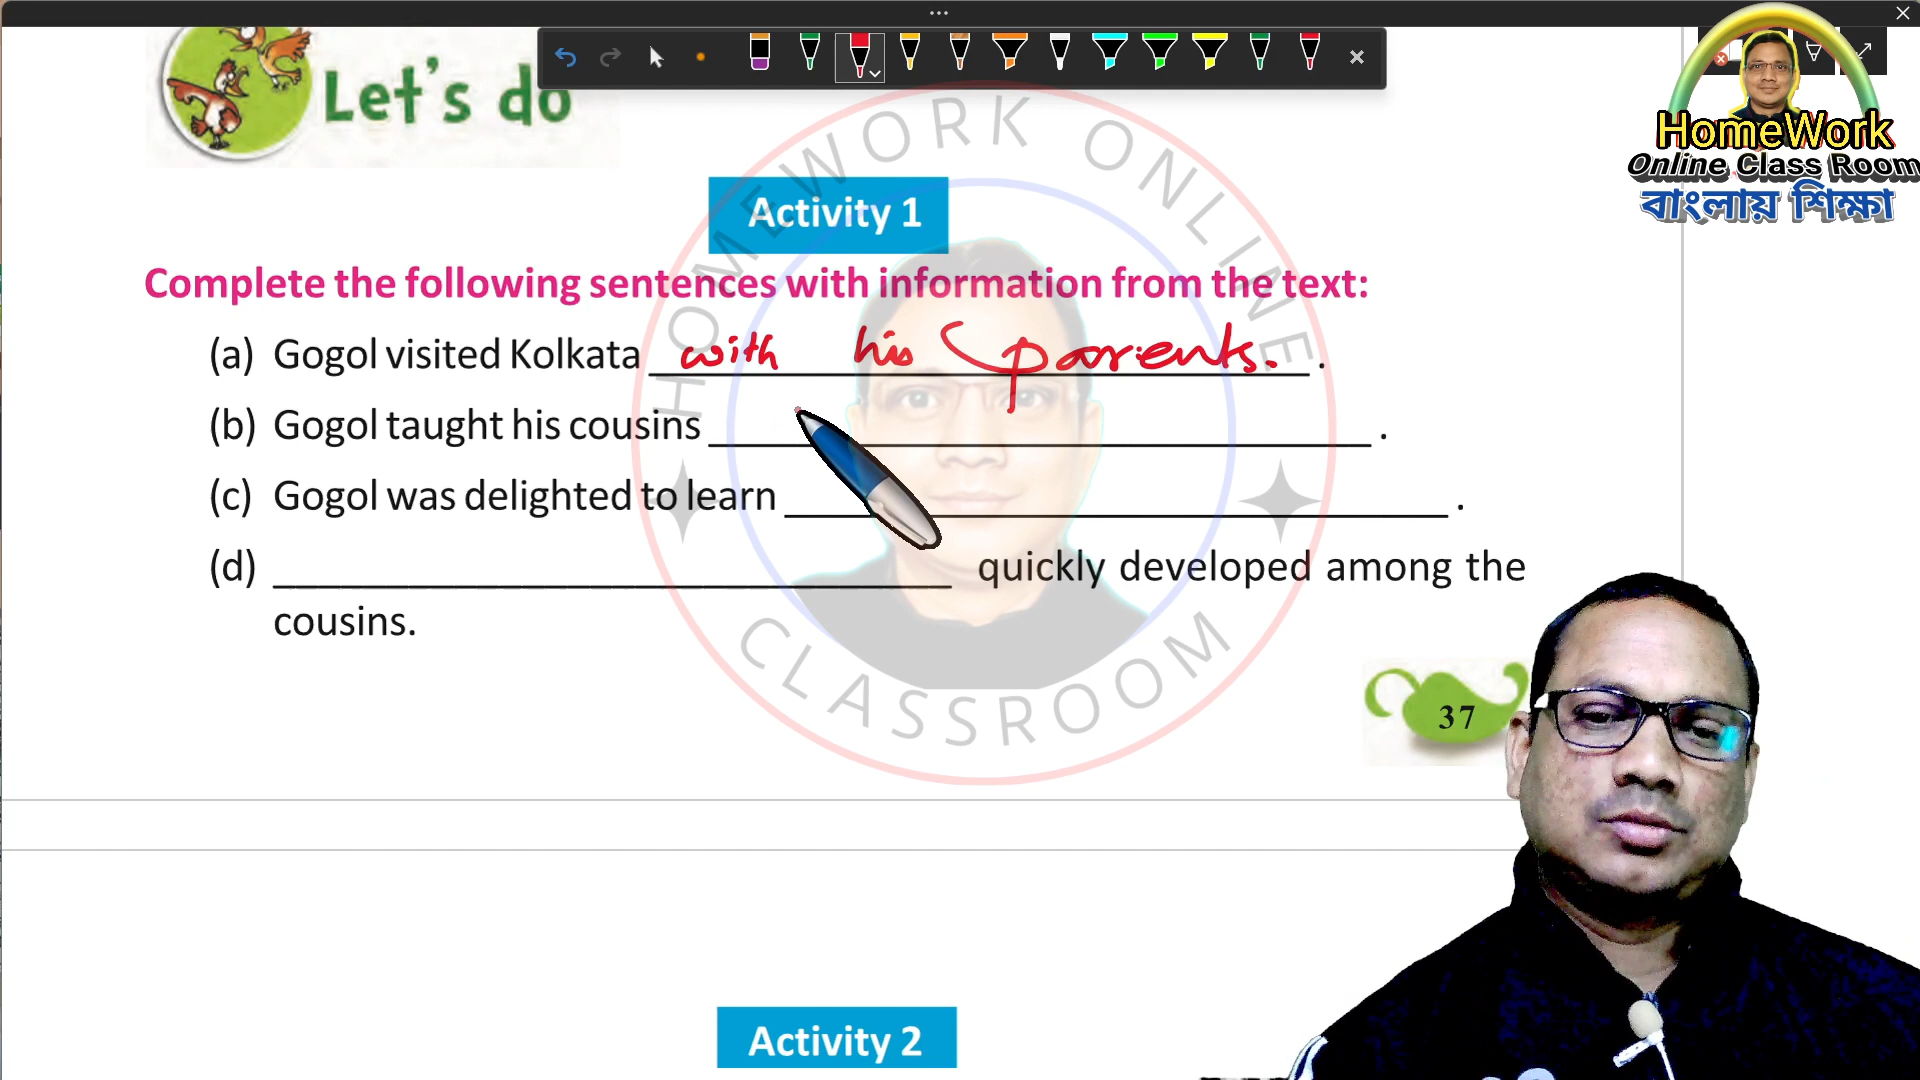 Let's do
HomeWork
Online Class Room
বাংলায় শিক্ষা
HOMEWORK ONLINE
CLASSROOM
Activity 1
Complete the following sentences with information from the text:
(a) Gogol visited Kolkata with his parents. .
(b) Gogol taught his cousins .
(c) Gogol was delighted to learn .
(d) quickly developed among the
cousins.
37
Activity 2